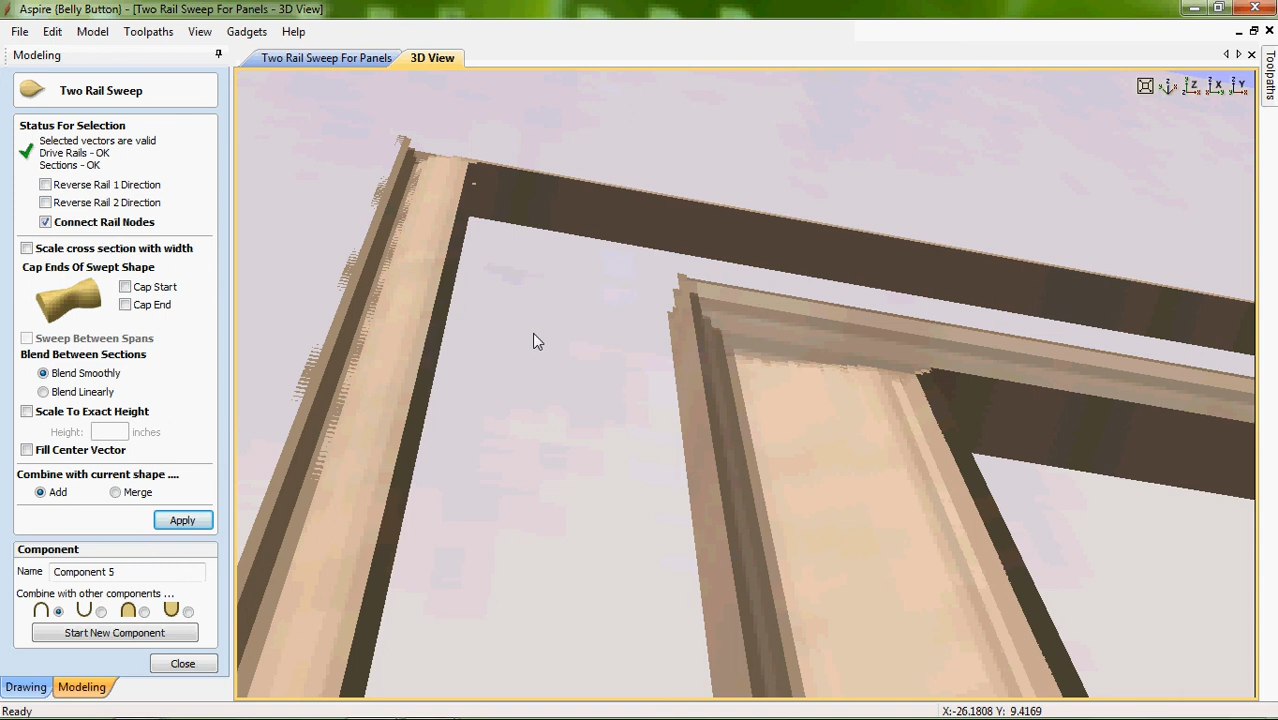 Aspire (Belly Button) - [Two Rail Sweep For Panels - 3D View]
File Edit Model Toolpaths View Gadgets Help
Modeling
Two Rail Sweep For Panels
3D View
Toolpaths
Two Rail Sweep
Status For Selection
Selected vectors are valid
Drive Rails - OK
Sections - OK
Reverse Rail 1 Direction
Reverse Rail 2 Direction
Connect Rail Nodes
Scale cross section with width
Cap Ends Of Swept Shape
Cap Start
Cap End
Sweep Between Spans
Blend Between Sections
Blend Smoothly
Blend Linearly
Scale To Exact Height
Height: inches
Fill Center Vector
Combine with current shape ....
Add Merge
Apply
Component
Name Component 5
Combine with other components ...
Start New Component
Close
Drawing Modeling
Ready
X:-26.1808 Y: 9.4169